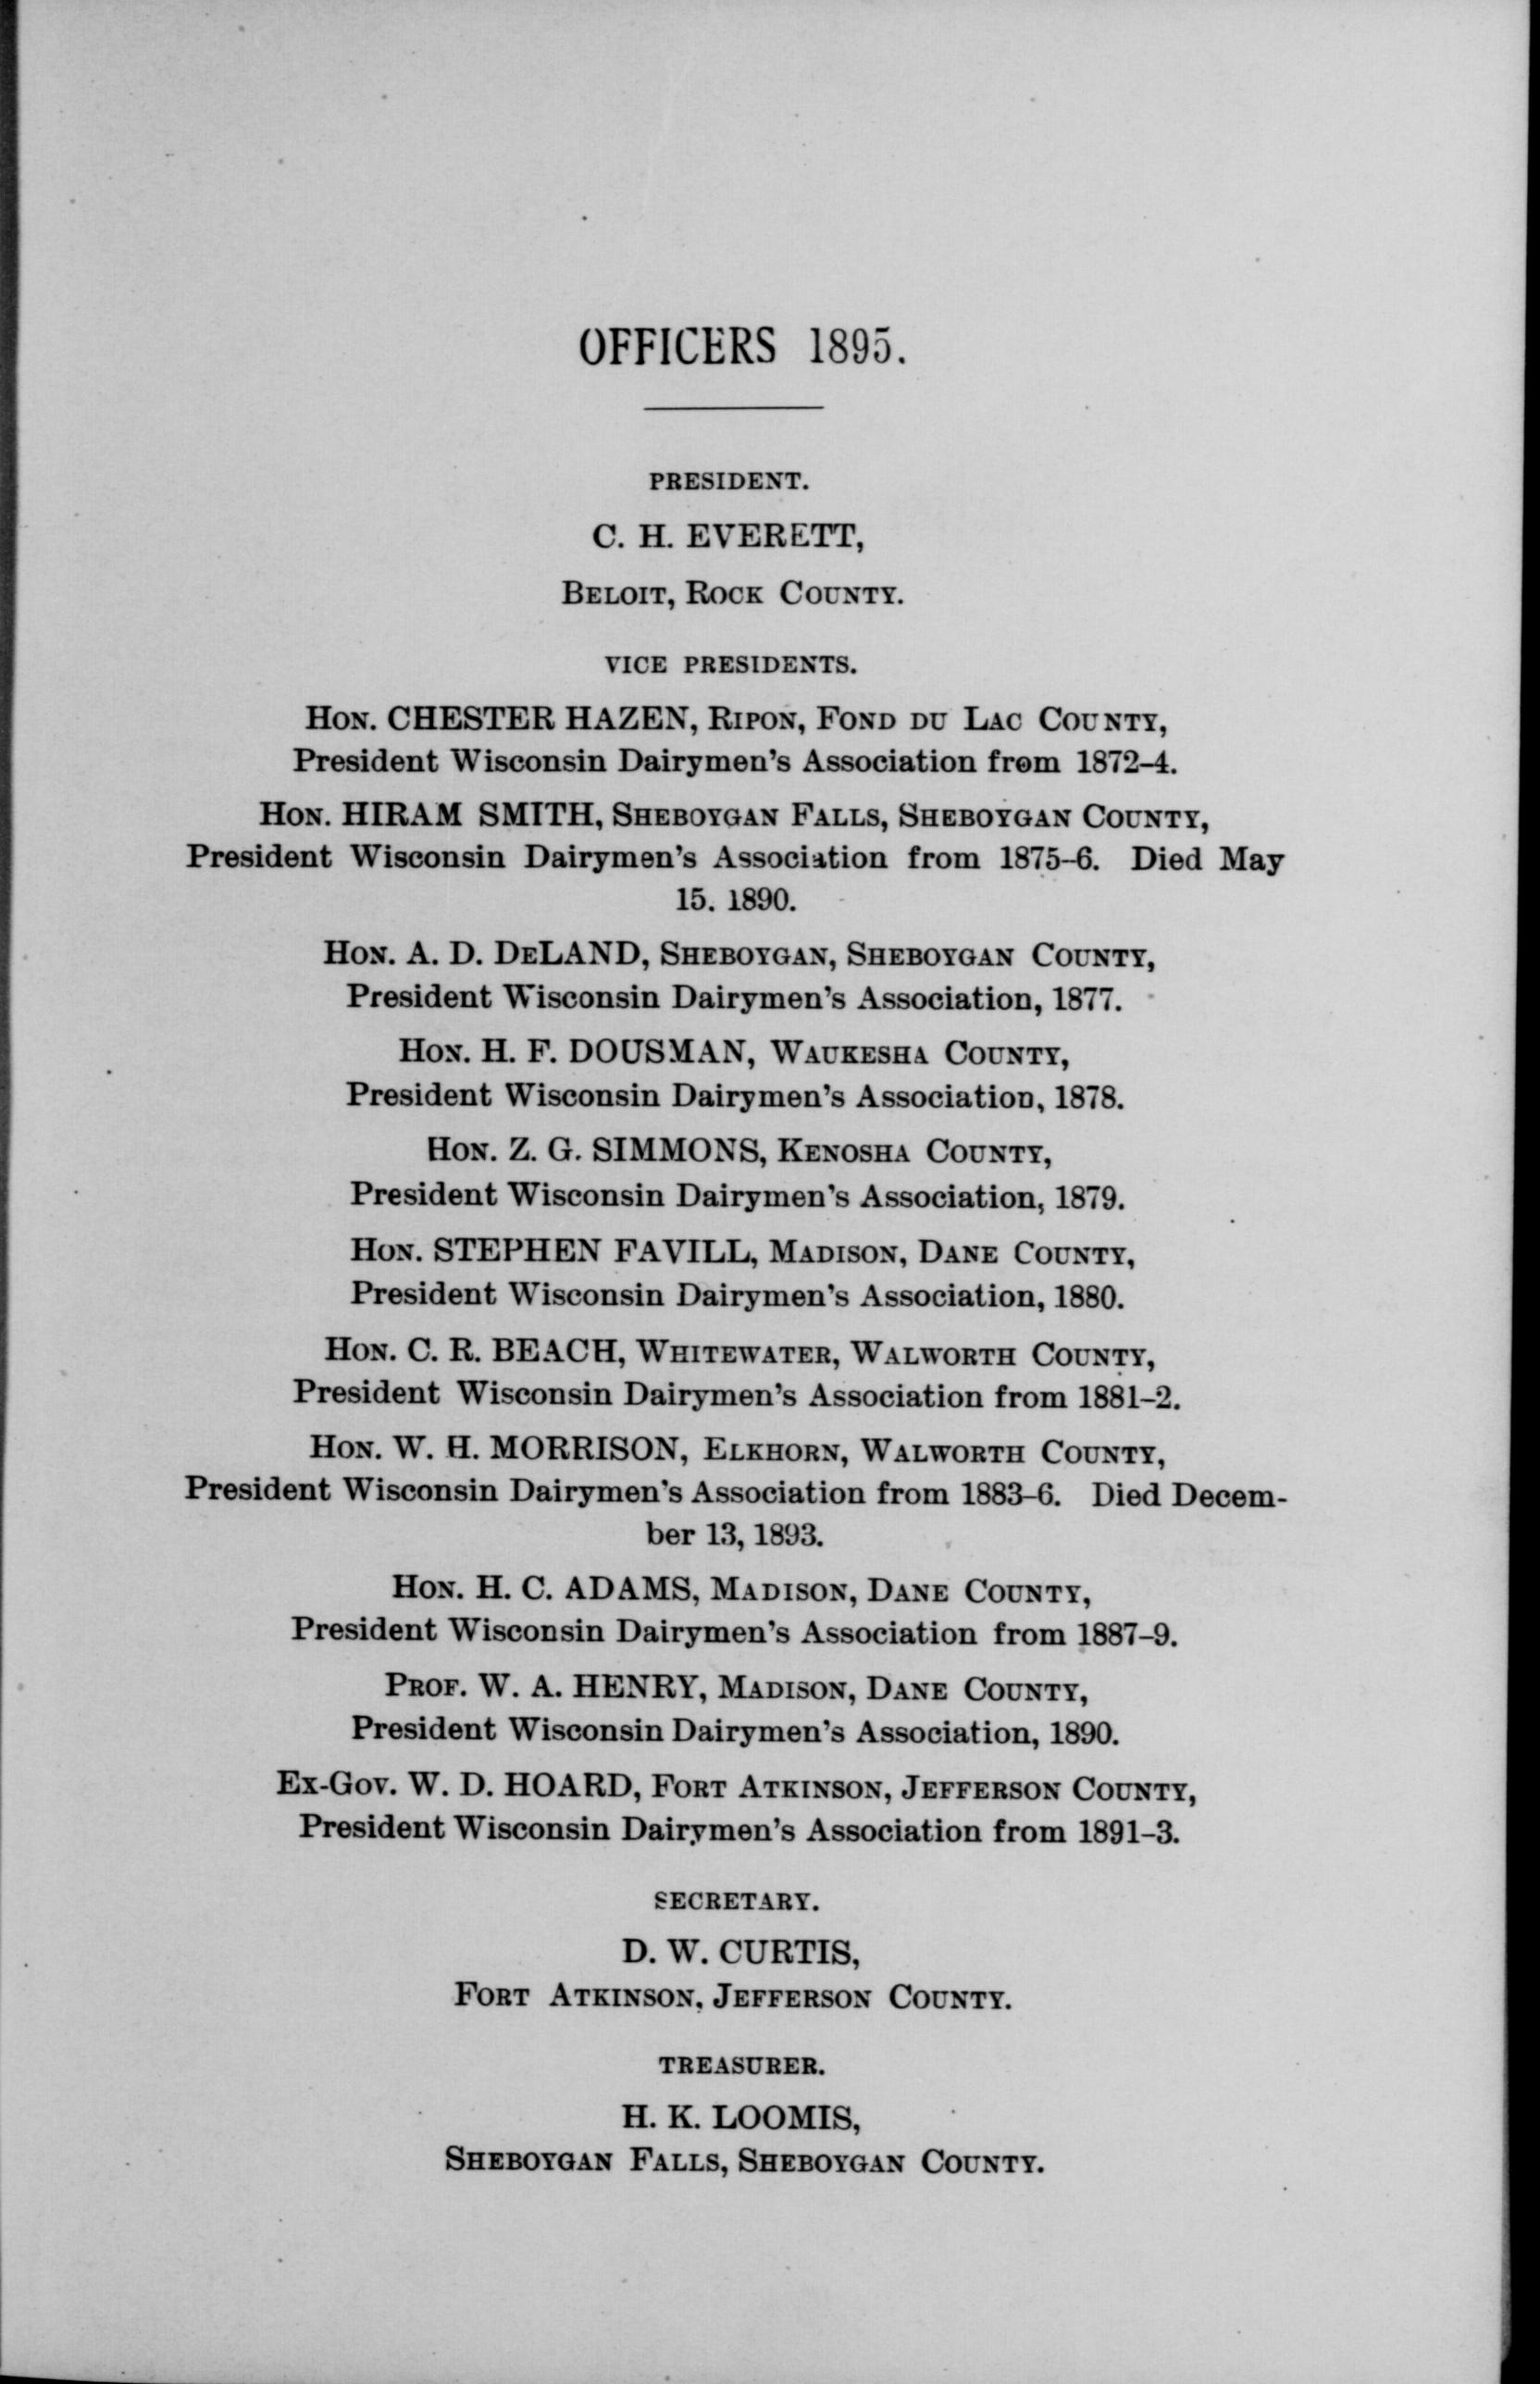 OFFICERS 1895.
PRESIDENT.
C. H. EVERETT,
BELOIT, ROCK COUNTY.
VICE PRESIDENTS.
HON. CHESTER HAZEN, RIPON, FOND DU LAC COUNTY,
President Wisconsin Dairymen's Association from 1872–4.
HON. HIRAM SMITH, SHEBOYGAN FALLS, SHEBOYGAN COUNTY,
President Wisconsin Dairymen's Association from 1875–6. Died May
15. 1890.
HON. A. D. DELAND, SHEBOYGAN, SHEBOYGAN COUNTY,
President Wisconsin Dairymen's Association, 1877.
HON. H. F. DOUSMAN, WAUKESHA COUNTY,
President Wisconsin Dairymen's Association, 1878.
HON. Z. G. SIMMONS, KENOSHA COUNTY,
President Wisconsin Dairymen's Association, 1879.
HON. STEPHEN FAVILL, MADISON, DANE COUNTY,
President Wisconsin Dairymen's Association, 1880.
HON. C. R. BEACH, WHITEWATER, WALWORTH COUNTY,
President Wisconsin Dairymen's Association from 1881–2.
HON. W. H. MORRISON, ELKHORN, WALWORTH COUNTY,
President Wisconsin Dairymen's Association from 1883–6. Died Decem-
ber 13, 1893.
HON. H. C. ADAMS, MADISON, DANE COUNTY,
President Wisconsin Dairymen's Association from 1887–9.
PROF. W. A. HENRY, MADISON, DANE COUNTY,
President Wisconsin Dairymen's Association, 1890.
EX-GOV. W. D. HOARD, FORT ATKINSON, JEFFERSON COUNTY,
President Wisconsin Dairymen's Association from 1891–3.
SECRETARY.
D. W. CURTIS,
FORT ATKINSON, JEFFERSON COUNTY.
TREASURER.
H. K. LOOMIS,
SHEBOYGAN FALLS, SHEBOYGAN COUNTY.